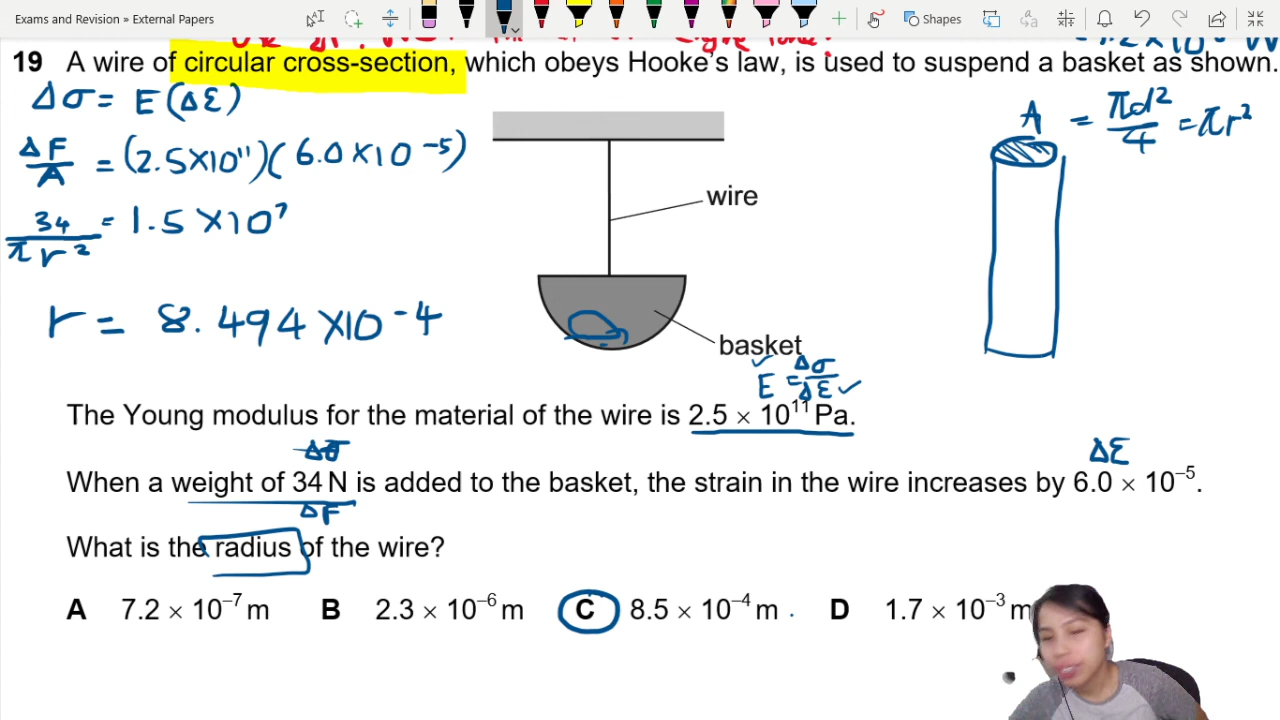 Exams and Revision » External Papers
Shapes
19 A wire of circular cross-section, which obeys Hooke's law, is used to suspend a basket as shown.
Δσ = E(Δε)
ΔF/A = (2.5×10¹¹)(6.0×10⁻⁵)
34/πr² = 1.5×10⁷
r = 8.494×10⁻⁴
A = πd²/4 = πr²
wire
basket
E = Δσ/Δε
The Young modulus for the material of the wire is 2.5 × 10¹¹ Pa.
Δσ
Δε
When a weight of 34 N is added to the basket, the strain in the wire increases by 6.0 × 10⁻⁵.
ΔF
What is the radius of the wire?
A 7.2 × 10⁻⁷ m B 2.3 × 10⁻⁶ m C 8.5 × 10⁻⁴ m D 1.7 × 10⁻³ m